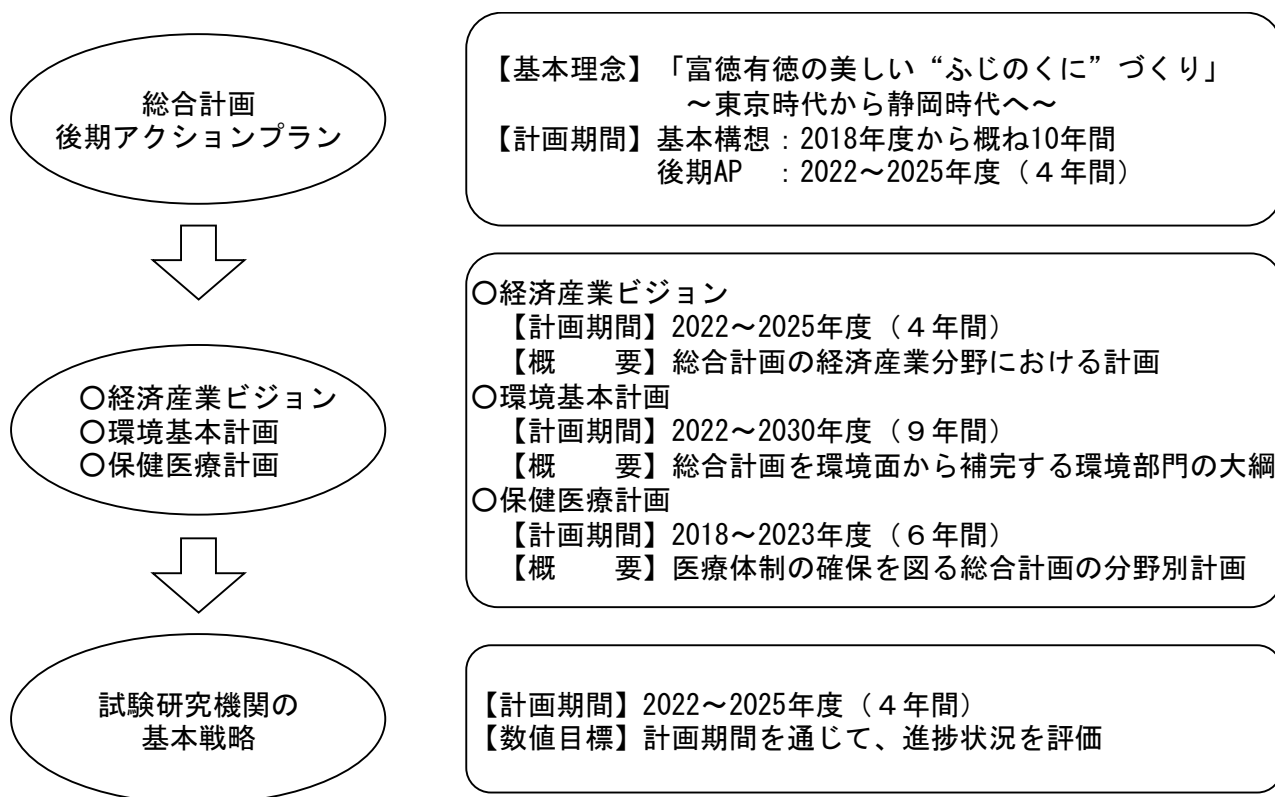 総合計画
後期アクションプラン
【基本理念】「富徳有徳の美しい“ふじのくに”づくり」
～東京時代から静岡時代へ～
【計画期間】基本構想：2018年度から概ね10年間
後期AP　：2022～2025年度（４年間）
○経済産業ビジョン
○環境基本計画
○保健医療計画
○経済産業ビジョン
【計画期間】2022～2025年度（４年間）
【概　　要】総合計画の経済産業分野における計画
○環境基本計画
【計画期間】2022～2030年度（９年間）
【概　　要】総合計画を環境面から補完する環境部門の大綱
○保健医療計画
【計画期間】2018～2023年度（６年間）
【概　　要】医療体制の確保を図る総合計画の分野別計画
試験研究機関の
基本戦略
【計画期間】2022～2025年度（４年間）
【数値目標】計画期間を通じて、進捗状況を評価